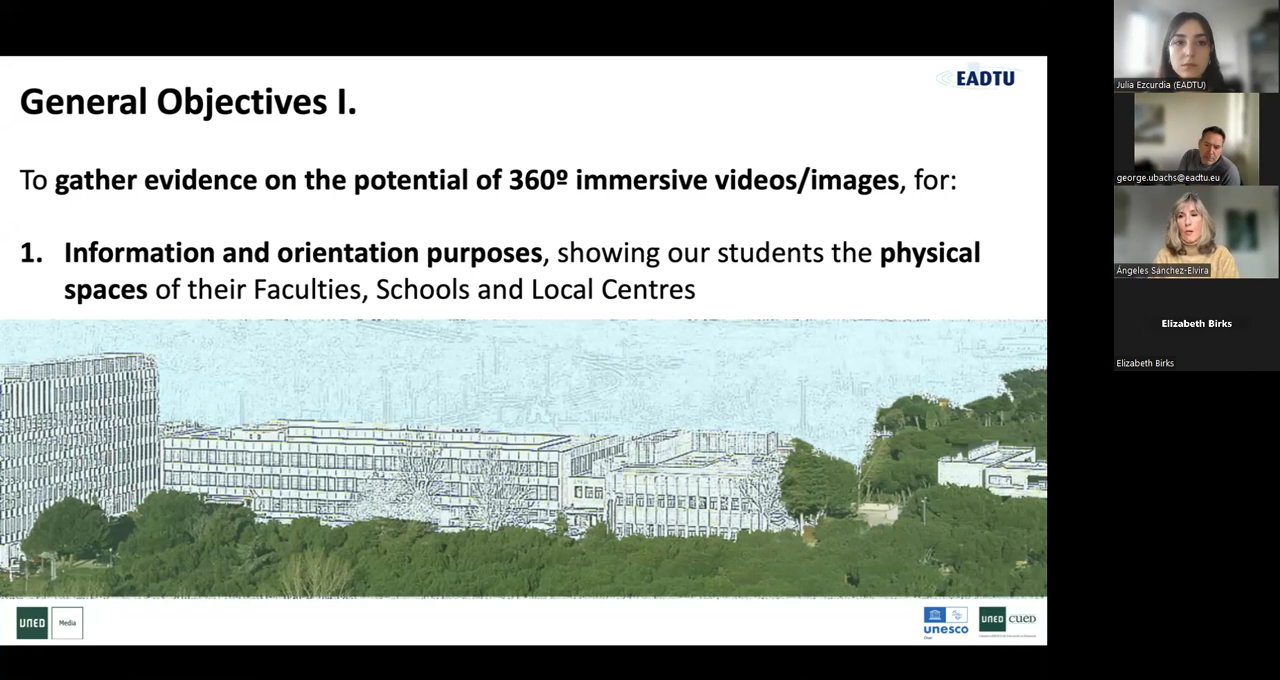 EADTU
General Objectives I.
To gather evidence on the potential of 360º immersive videos/images, for:
1. Information and orientation purposes, showing our students the physical
spaces of their Faculties, Schools and Local Centres
UNED Media
unesco
Chair
UNED CUED
Julia Ezcurdia (EADTU)
george.ubachs@eadtu.eu
Ángeles Sánchez-Elvira
Elizabeth Birks
Elizabeth Birks